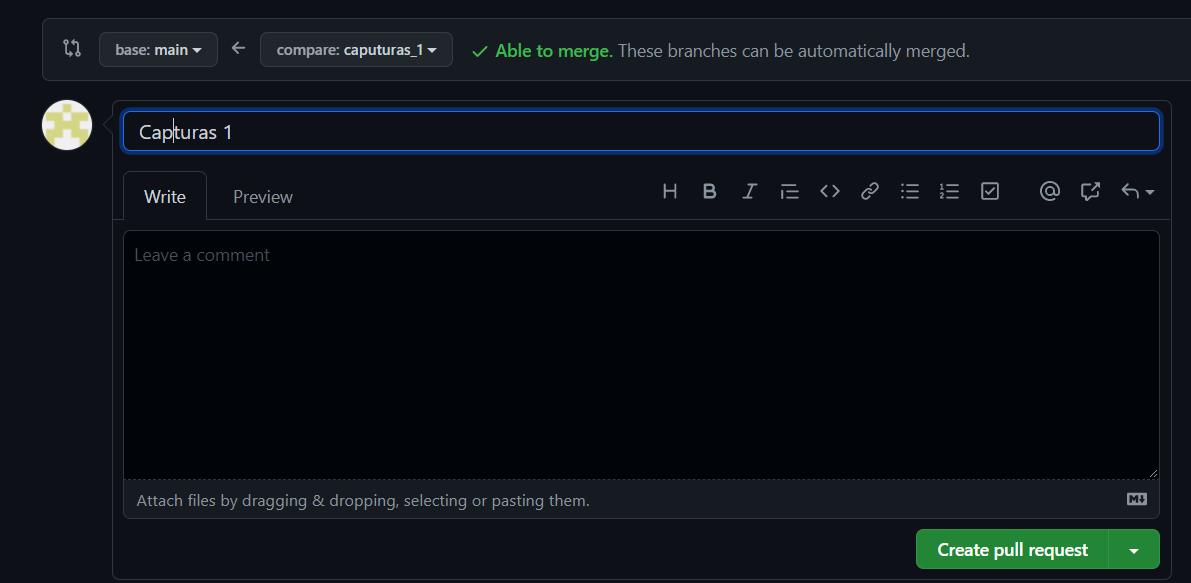 base: main compare: caputuras_1 Able to merge. These branches can be automatically merged.
Capturas 1
Write Preview
Leave a comment
Attach files by dragging & dropping, selecting or pasting them.
Create pull request